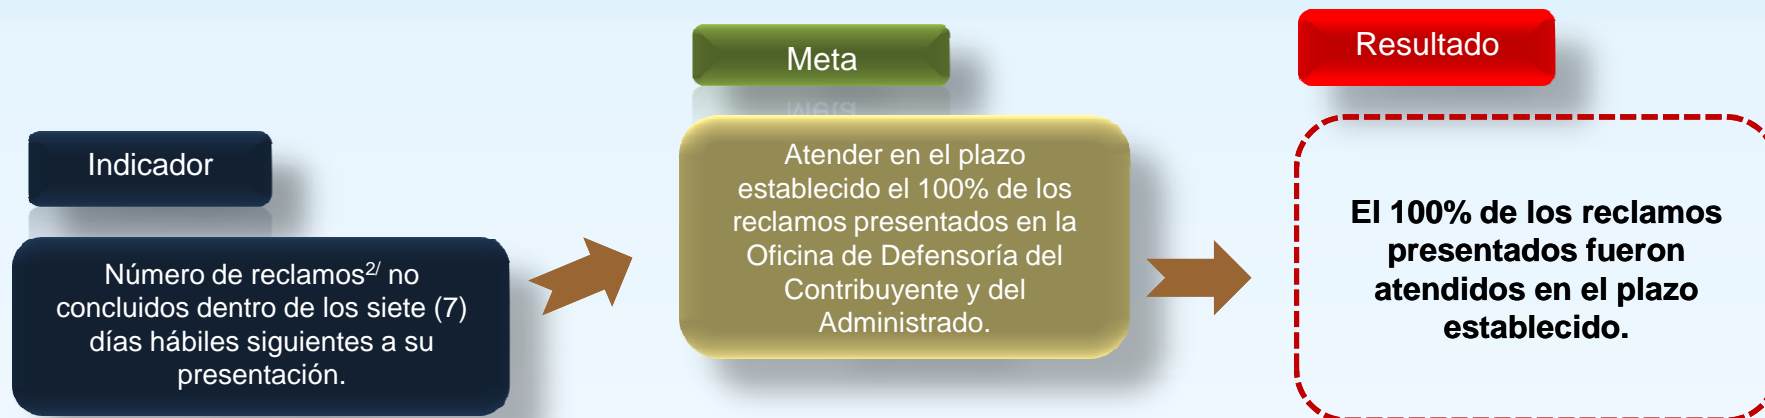 Indicador
Número de reclamos2/ no
concluidos dentro de los siete (7)
días hábiles siguientes a su
presentación.
Meta
Atender en el plazo
establecido el 100% de los
reclamos presentados en la
Oficina de Defensoría del
Contribuyente y del
Administrado.
Resultado
El 100% de los reclamos
presentados fueron
atendidos en el plazo
establecido.